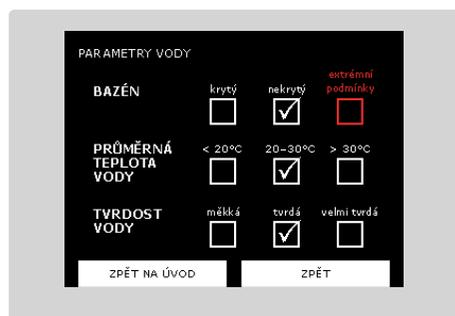 PARAMETRY VODY
extrémní
BAZÉN krytý nekrytý podmínky
PRŮMĚRNÁ < 20°C 20–30°C > 30°C
TEPLOTA
VODY
TVRDOST měkká tvrdá velmi tvrdá
VODY
ZPĚT NA ÚVOD ZPĚT